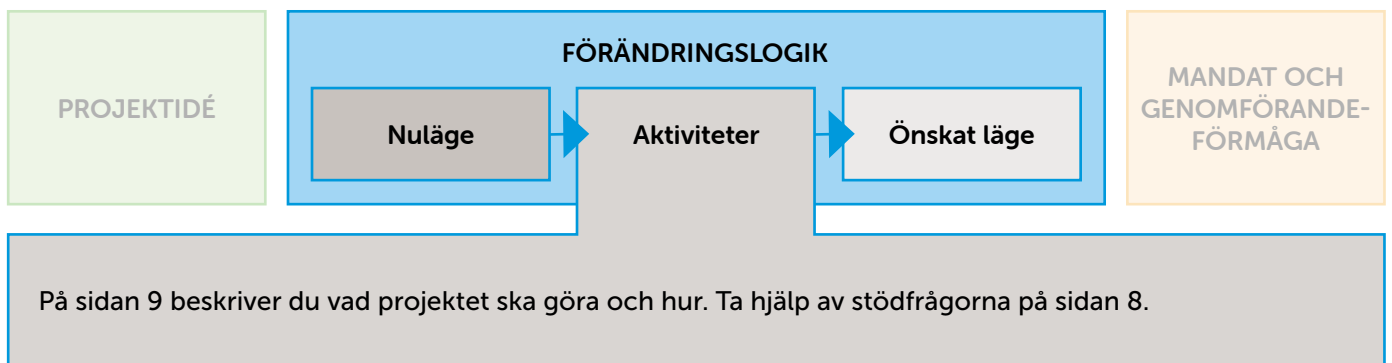 PROJEKTIDÉ
FÖRÄNDRINGSLOGIK
Nuläge
Aktiviteter
Önskat läge
MANDAT OCH
GENOMFÖRANDE-
FÖRMÅGA
På sidan 9 beskriver du vad projektet ska göra och hur. Ta hjälp av stödfrågorna på sidan 8.